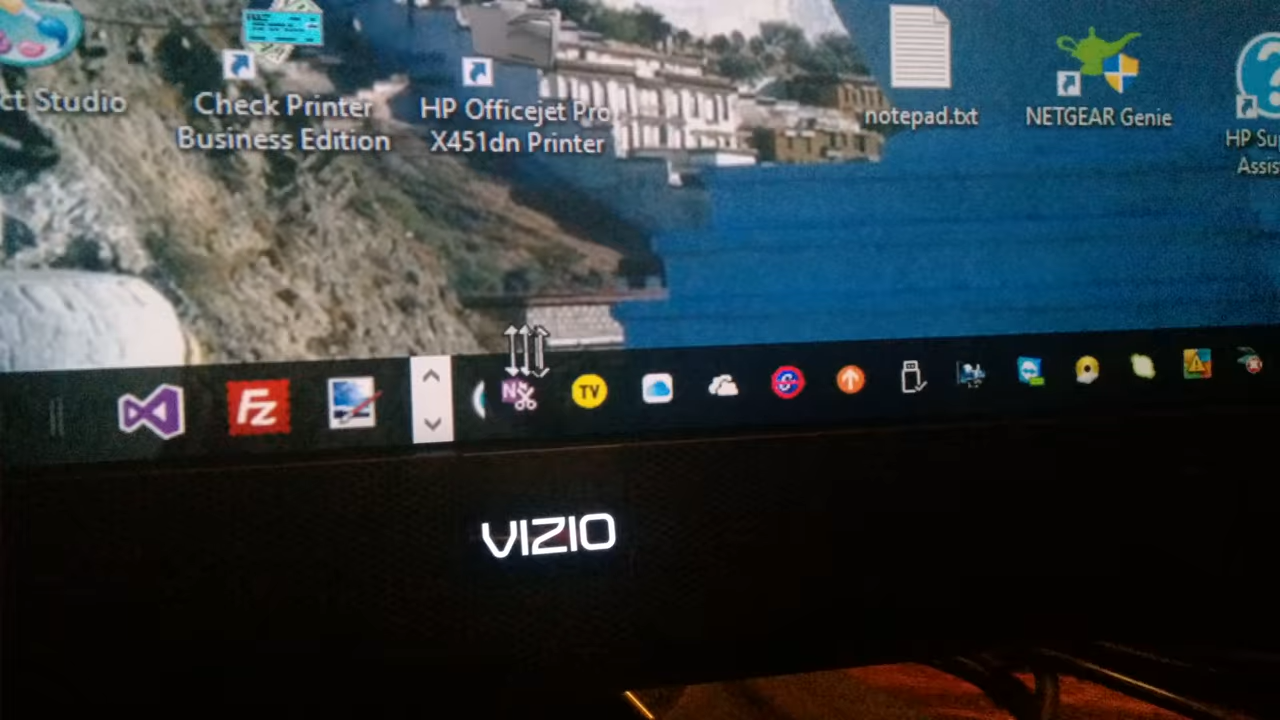 ct Studio
Check Printer
Business Edition
HP Officejet Pro
X451dn Printer
notepad.txt
NETGEAR Genie
HP Su
Assis
Fz
N
TV
VIZIO